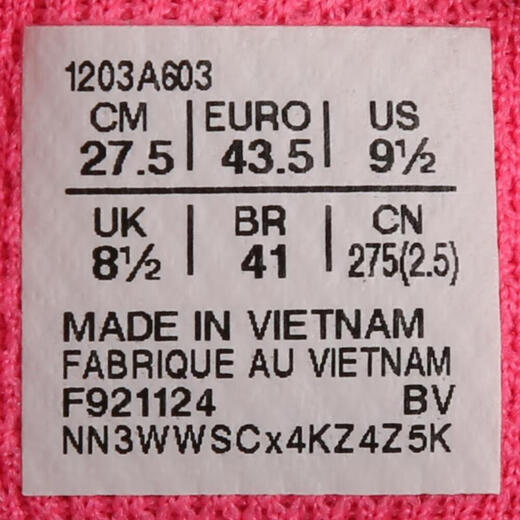 1203A603
CM | EURO | US
27.5 | 43.5 | 9½
UK | BR | CN
8½ | 41 | 275(2.5)
MADE IN VIETNAM
FABRIQUE AU VIETNAM
F921124 BV
NN3WWSCx4KZ4Z5K